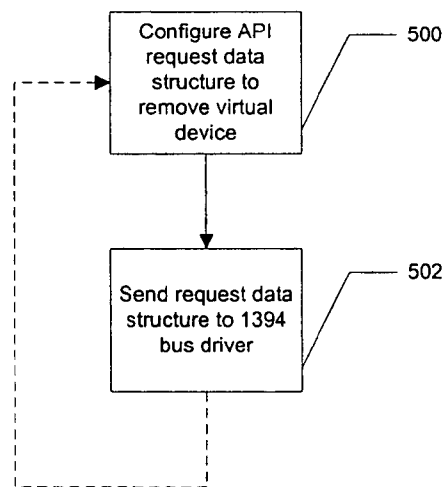 Configure API
request data
structure to
remove virtual
device
500
Send request data
structure to 1394
bus driver
502